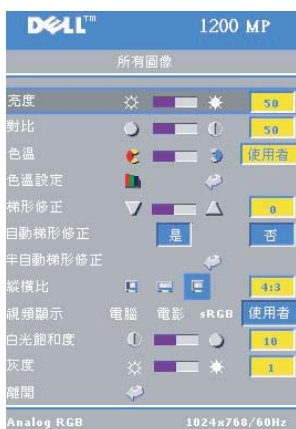 DELL™ 1200 MP
所有圖像
亮度 50
對比 50
色溫 使用者
色溫設定
梯形修正 0
自動梯形修正 是 否
半自動梯形修正
縱橫比 4:3
視頻顯示 電腦 電影 sRGB 使用者
白光飽和度 10
灰度 1
離開
Analog RGB 1024x768/60Hz